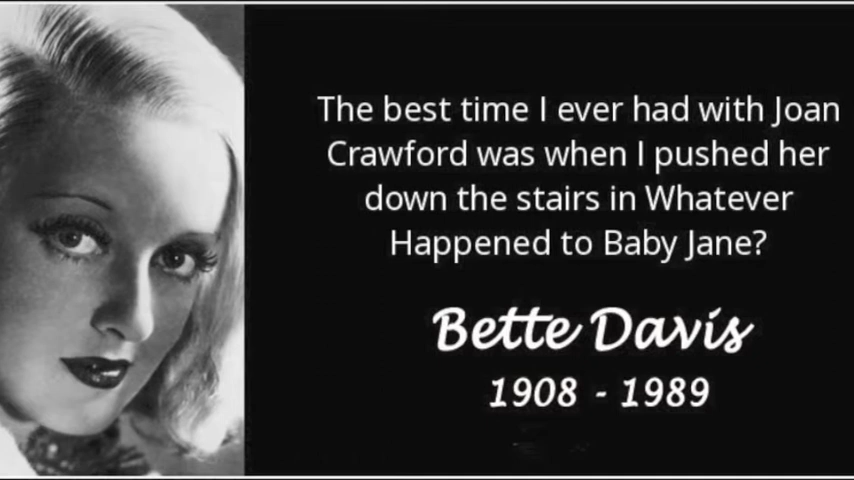 The best time I ever had with Joan
Crawford was when I pushed her
down the stairs in Whatever
Happened to Baby Jane?
Bette Davis
1908 - 1989